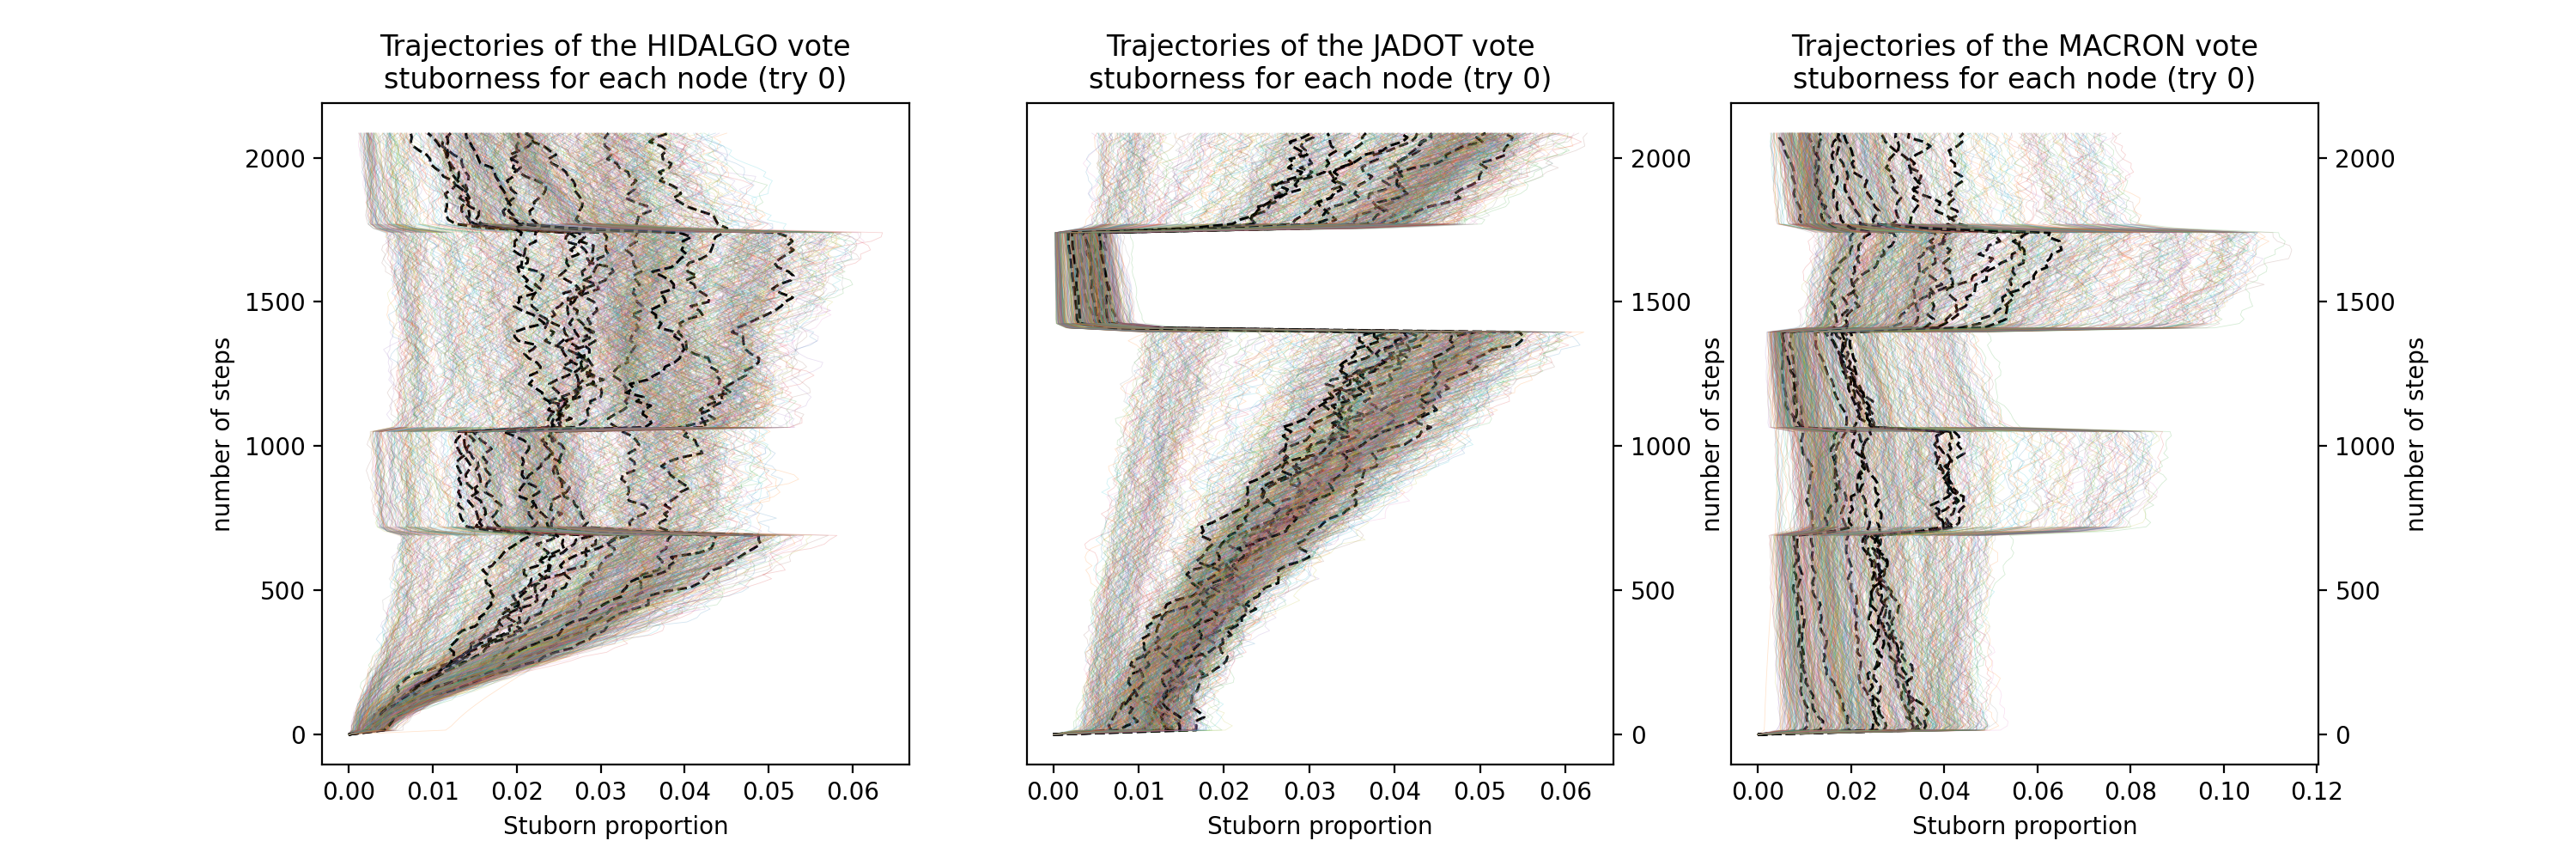 Trajectories of the HIDALGO vote
stuborness for each node (try 0)
2000
1500
1000
500
0
number of steps
0.00 0.01 0.02 0.03 0.04 0.05 0.06
Stuborn proportion
Trajectories of the JADOT vote
stuborness for each node (try 0)
2000
1500
1000
500
0
number of steps
0.00 0.01 0.02 0.03 0.04 0.05 0.06
Stuborn proportion
Trajectories of the MACRON vote
stuborness for each node (try 0)
2000
1500
1000
500
0
number of steps
0.00 0.02 0.04 0.06 0.08 0.10 0.12
Stuborn proportion